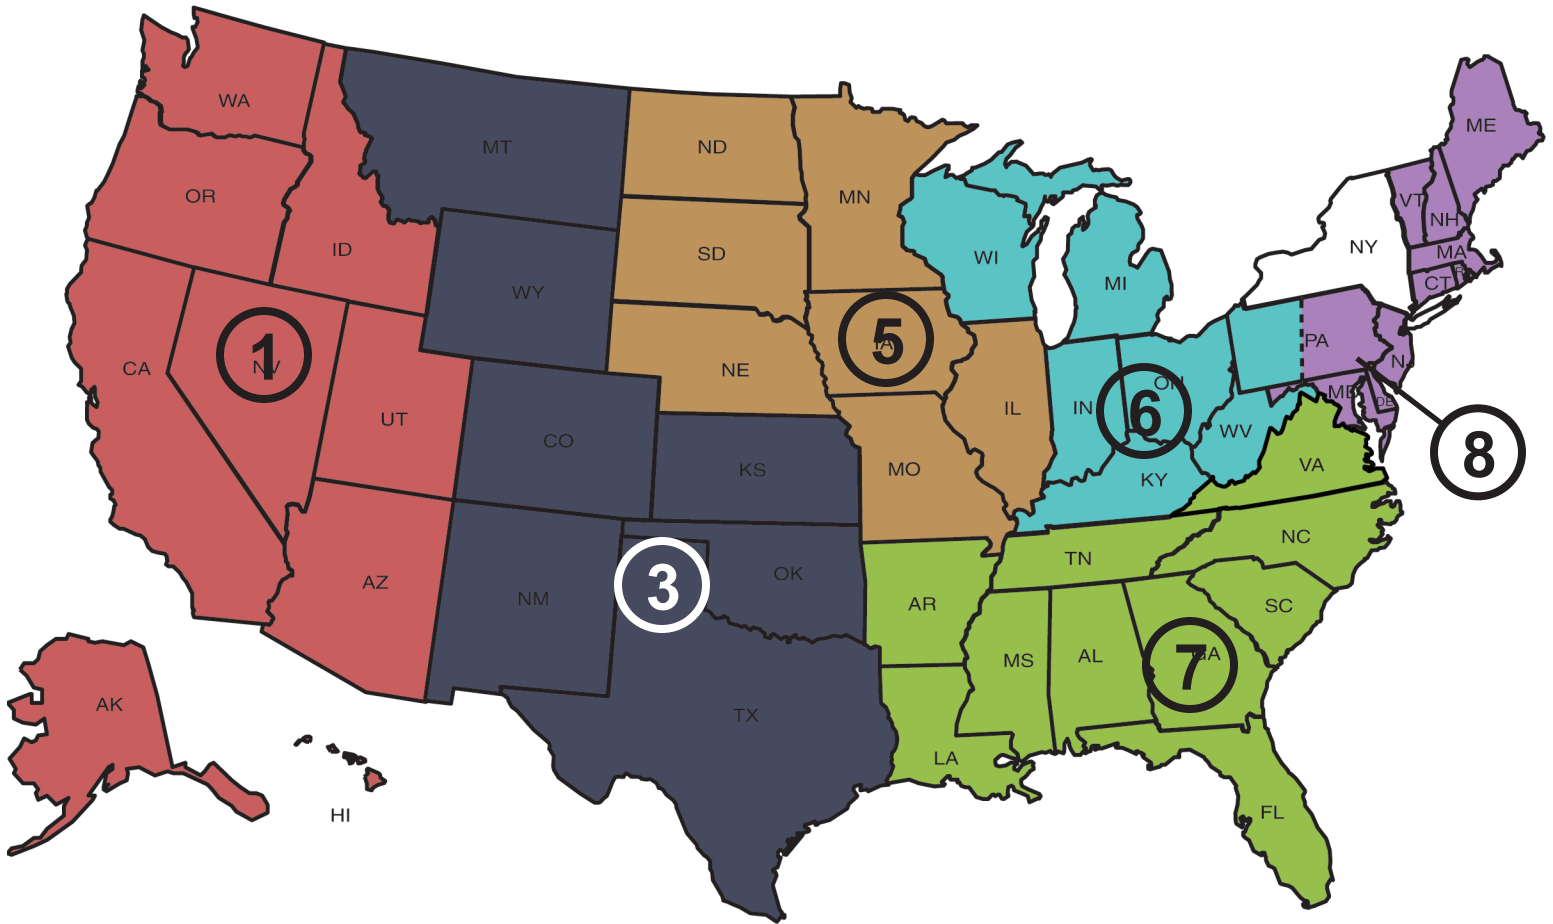 WA
MT
ND
MN
ME
OR
ID
SD
WI
MI
VT
NH
NY
MA
CT
WY
1
NV
CA
UT
CO
NE
5
IA
IL
IN
OH
6
PA
NJ
MD
DE
8
WV
VA
KY
KS
MO
AZ
NM
3
OK
TX
AR
TN
NC
SC
MS
AL
GA
7
LA
FL
AK
HI